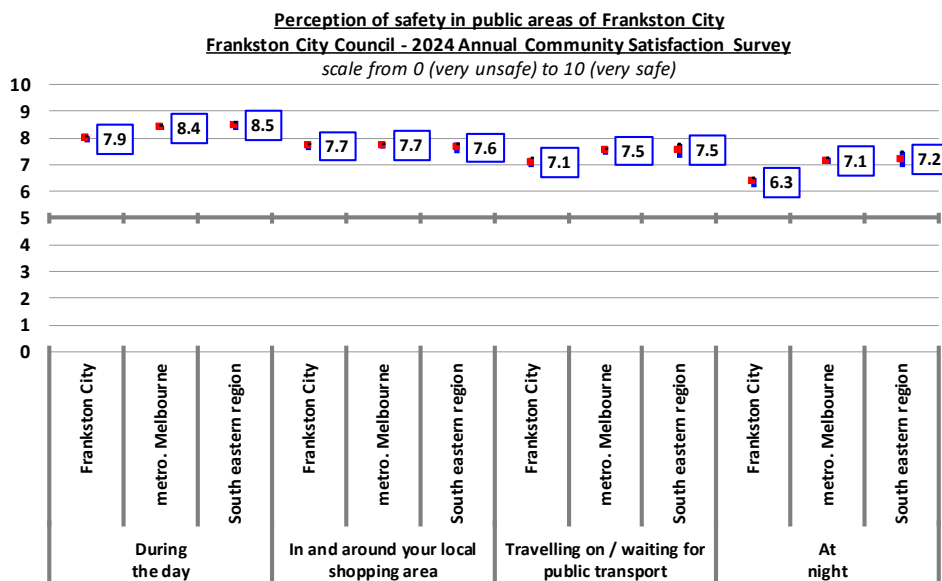 Perception of safety in public areas of Frankston City
Frankston City Council - 2024 Annual Community Satisfaction Survey
scale from 0 (very unsafe) to 10 (very safe)
10
9
8
7
6
5
4
3
2
1
0
7.9
8.4
8.5
7.7
7.7
7.6
7.1
7.5
7.5
6.3
7.1
7.2
Frankston City
metro. Melbourne
South eastern region
Frankston City
metro. Melbourne
South eastern region
Frankston City
metro. Melbourne
South eastern region
Frankston City
metro. Melbourne
South eastern region
During
the day
In and around your local
shopping area
Travelling on / waiting for
public transport
At
night